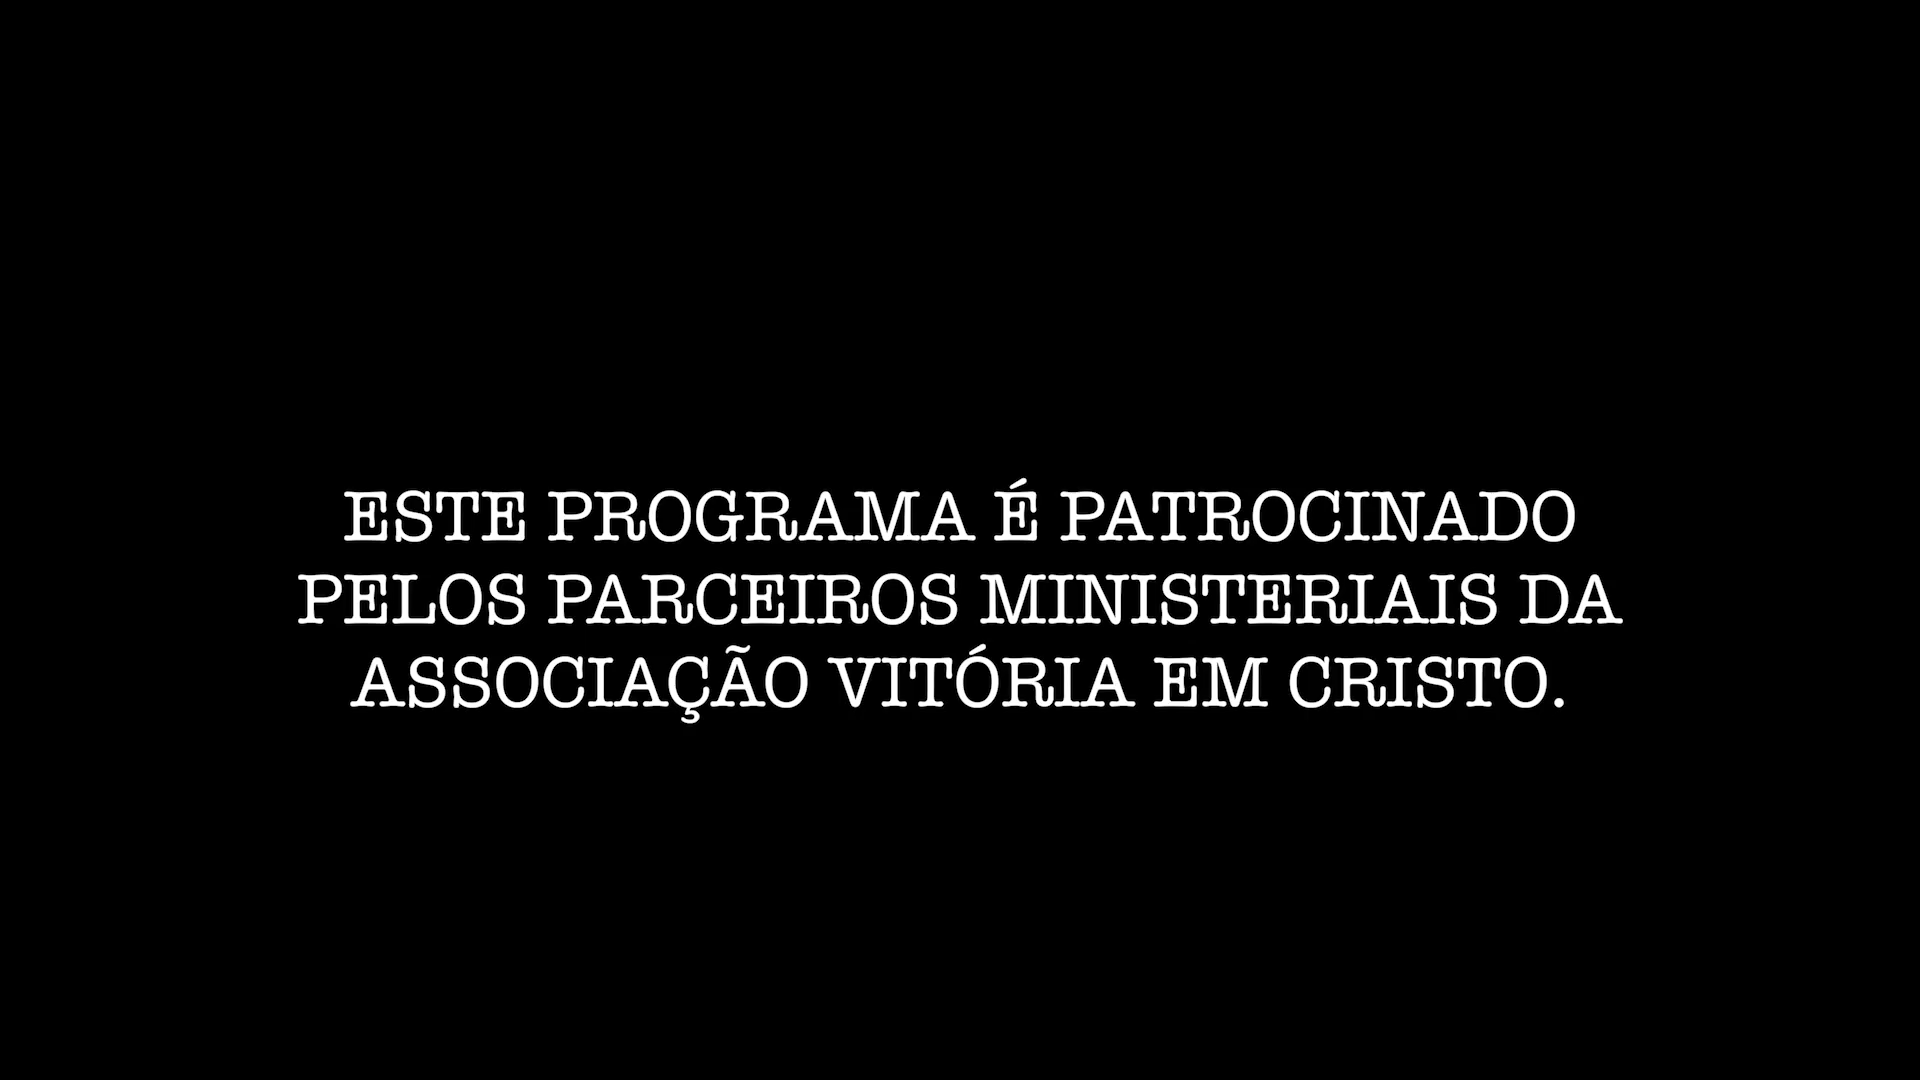 ESTE PROGRAMA É PATROCINADO
PELOS PARCEIROS MINISTERIAIS DA
ASSOCIAÇÃO VITÓRIA EM CRISTO.